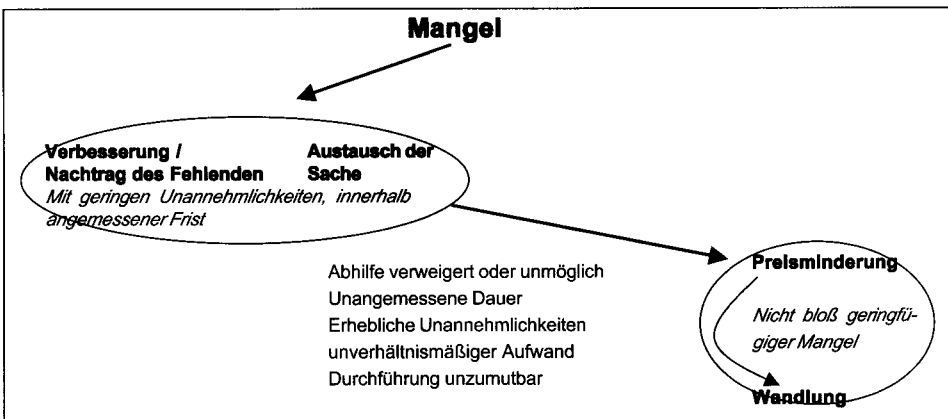 Mangel
Verbesserung / Austausch der
Nachtrag des Fehlenden Sache
Mit geringen Unannehmlichkeiten, innerhalb
angemessener Frist
Abhilfe verweigert oder unmöglich
Unangemessene Dauer
Erhebliche Unannehmlichkeiten
unverhältnismäßiger Aufwand
Durchführung unzumutbar
Preisminderung
Nicht bloß geringfü-
giger Mangel
Wandlung